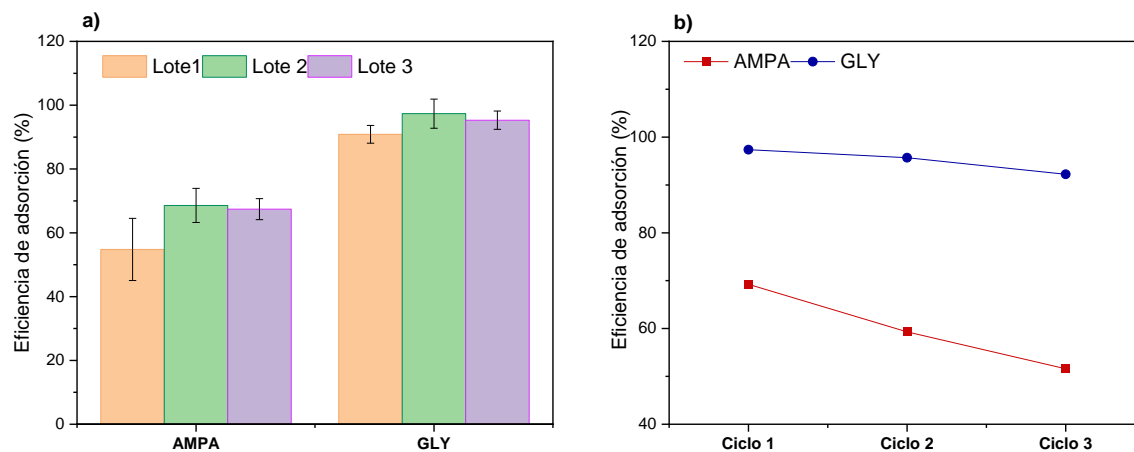 a)
Eficiencia de adsorción (%)
120
100
80
60
40
20
0
Lote1 Lote 2 Lote 3
AMPA GLY
b)
Eficiencia de adsorción (%)
120
100
80
60
40
AMPA GLY
Ciclo 1 Ciclo 2 Ciclo 3